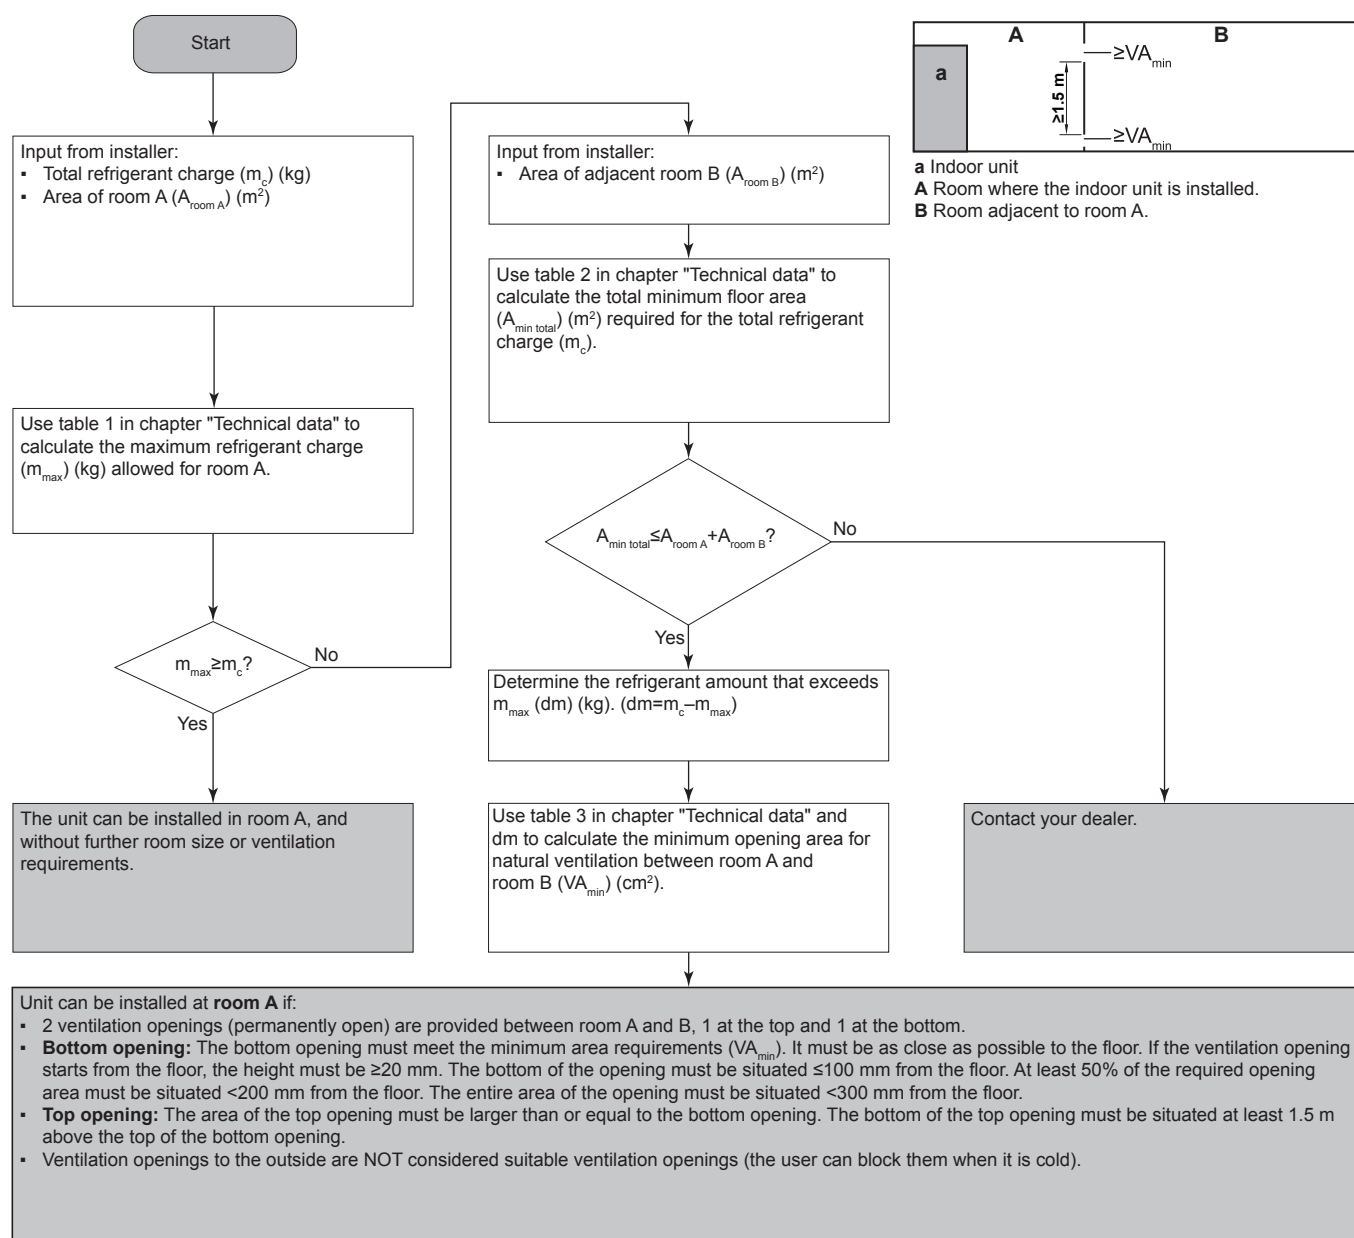 Start
Input from installer:
▪ Total refrigerant charge (mc) (kg)
▪ Area of room A (Aroom A) (m²)
Use table 1 in chapter "Technical data" to
calculate the maximum refrigerant charge
(mmax) (kg) allowed for room A.
mmax≥mc?
No
Yes
The unit can be installed in room A, and
without further room size or ventilation
requirements.
Input from installer:
▪ Area of adjacent room B (Aroom B) (m²)
Use table 2 in chapter "Technical data" to
calculate the total minimum floor area
(Amin total) (m²) required for the total refrigerant
charge (mc).
Amin total≤Aroom A+Aroom B?
No
Yes
Determine the refrigerant amount that exceeds
mmax (dm) (kg). (dm=mc–mmax)
Use table 3 in chapter "Technical data" and
dm to calculate the minimum opening area for
natural ventilation between room A and
room B (VAmin) (cm²).
Contact your dealer.
A
B
a
≥VAmin
≥1.5 m
≥VAmin
a Indoor unit
A Room where the indoor unit is installed.
B Room adjacent to room A.
Unit can be installed at room A if:
▪ 2 ventilation openings (permanently open) are provided between room A and B, 1 at the top and 1 at the bottom.
▪ Bottom opening: The bottom opening must meet the minimum area requirements (VAmin). It must be as close as possible to the floor. If the ventilation opening
starts from the floor, the height must be ≥20 mm. The bottom of the opening must be situated ≤100 mm from the floor. At least 50% of the required opening
area must be situated <200 mm from the floor. The entire area of the opening must be situated <300 mm from the floor.
▪ Top opening: The area of the top opening must be larger than or equal to the bottom opening. The bottom of the top opening must be situated at least 1.5 m
above the top of the bottom opening.
▪ Ventilation openings to the outside are NOT considered suitable ventilation openings (the user can block them when it is cold).